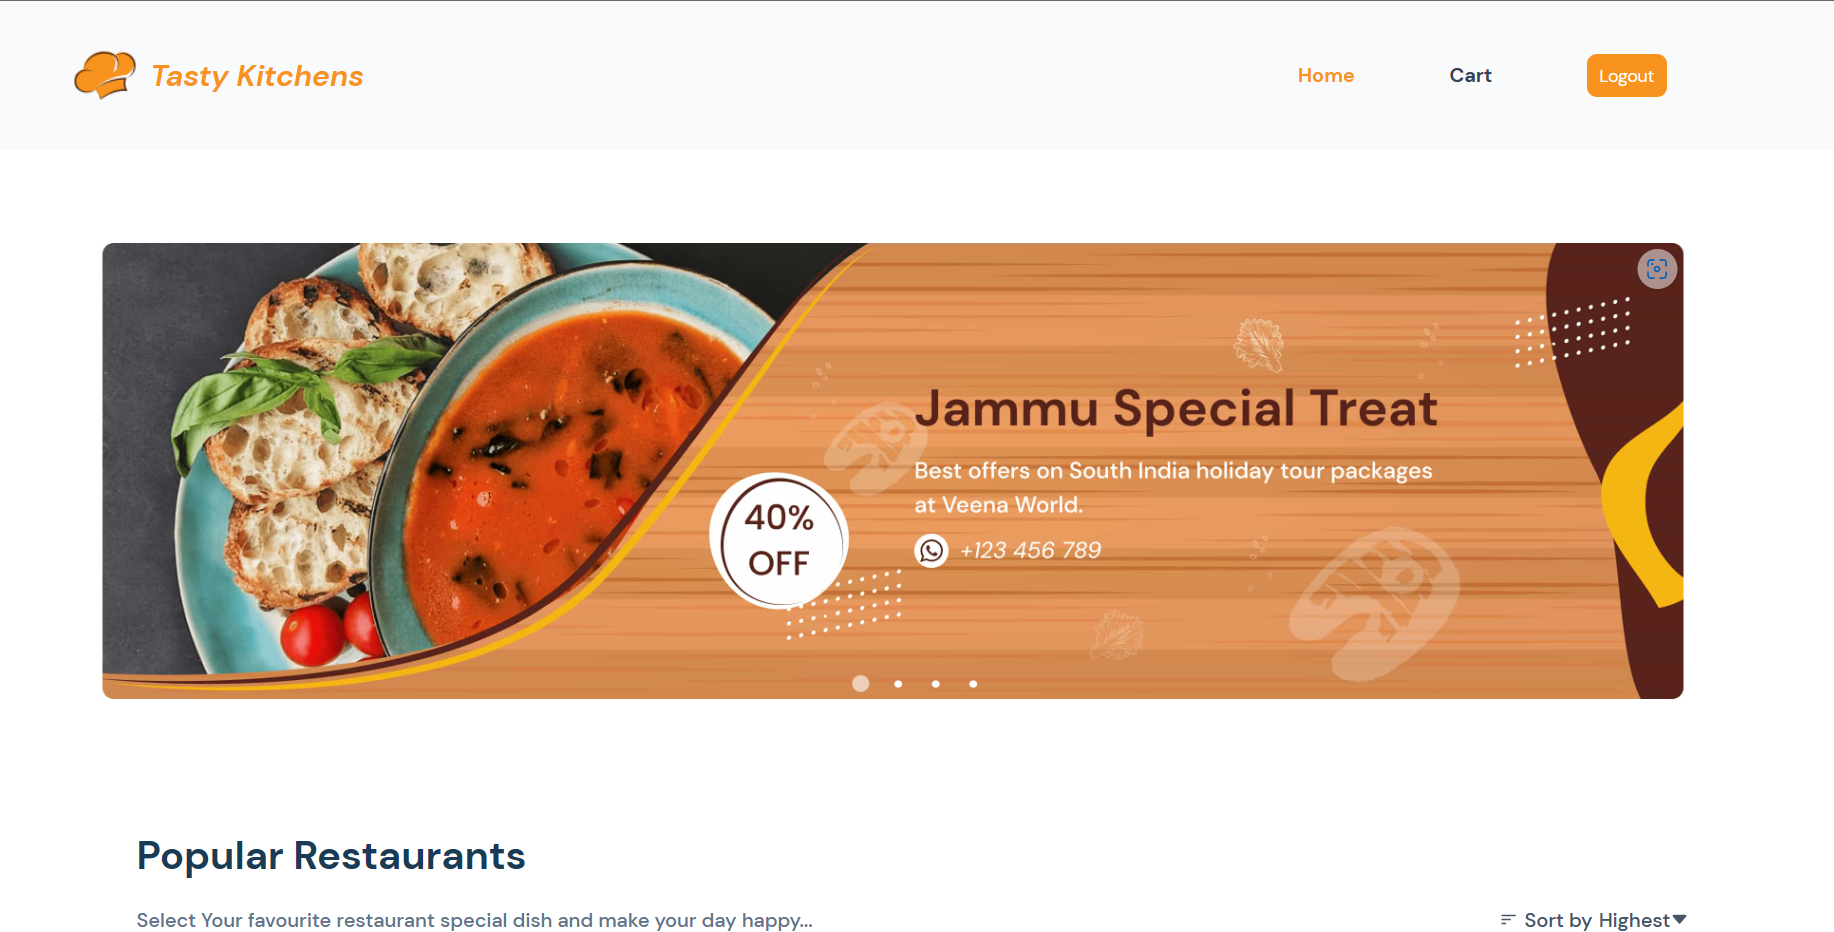 Tasty Kitchens
Home
Cart
Logout
Jammu Special Treat
Best offers on South India holiday tour packages
at Veena World.
40%
OFF
+123 456 789
Popular Restaurants
Select Your favourite restaurant special dish and make your day happy...
Sort by Highest